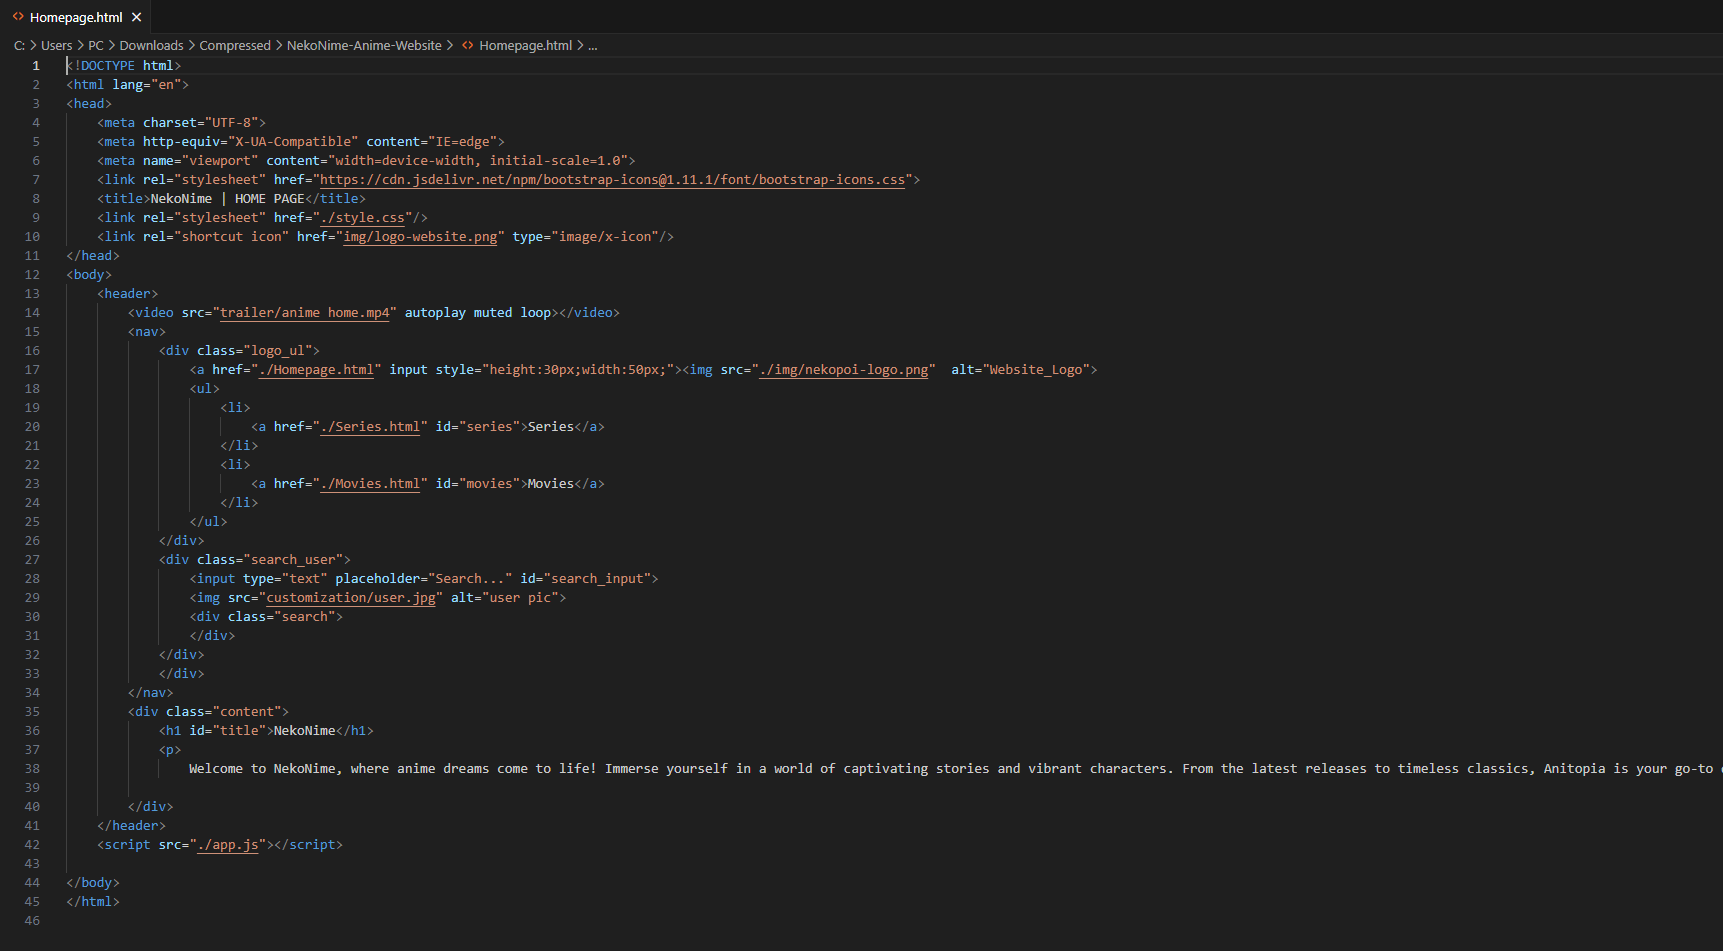 Homepage.html
C: > Users > PC > Downloads > Compressed > NekoNime-Anime-Website > Homepage.html > ...
1 <!DOCTYPE html>
2 <html lang="en">
3 <head>
4     <meta charset="UTF-8">
5     <meta http-equiv="X-UA-Compatible" content="IE=edge">
6     <meta name="viewport" content="width=device-width, initial-scale=1.0">
7     <link rel="stylesheet" href="https://cdn.jsdelivr.net/npm/bootstrap-icons@1.11.1/font/bootstrap-icons.css">
8     <title>NekoNime | HOME PAGE</title>
9     <link rel="stylesheet" href="./style.css"/>
10     <link rel="shortcut icon" href="img/logo-website.png" type="image/x-icon"/>
11 </head>
12 <body>
13     <header>
14         <video src="trailer/anime home.mp4" autoplay muted loop></video>
15         <nav>
16             <div class="logo_ul">
17                 <a href="./Homepage.html" input style="height:30px;width:50px;"><img src="./img/nekopoi-logo.png"  alt="Website_Logo">
18                 <ul>
19                     <li>
20                         <a href="./Series.html" id="series">Series</a>
21                     </li>
22                     <li>
23                         <a href="./Movies.html" id="movies">Movies</a>
24                     </li>
25                 </ul>
26             </div>
27             <div class="search_user">
28                 <input type="text" placeholder="Search..." id="search_input">
29                 <img src="customization/user.jpg" alt="user pic">
30                 <div class="search">
31                 </div>
32             </div>
33             </div>
34         </nav>
35         <div class="content">
36             <h1 id="title">NekoNime</h1>
37             <p>
38                 Welcome to NekoNime, where anime dreams come to life! Immerse yourself in a world of captivating stories and vibrant characters. From the latest releases to timeless classics, Anitopia is your go-to
39
40         </div>
41     </header>
42     <script src="./app.js"></script>
43
44 </body>
45 </html>
46